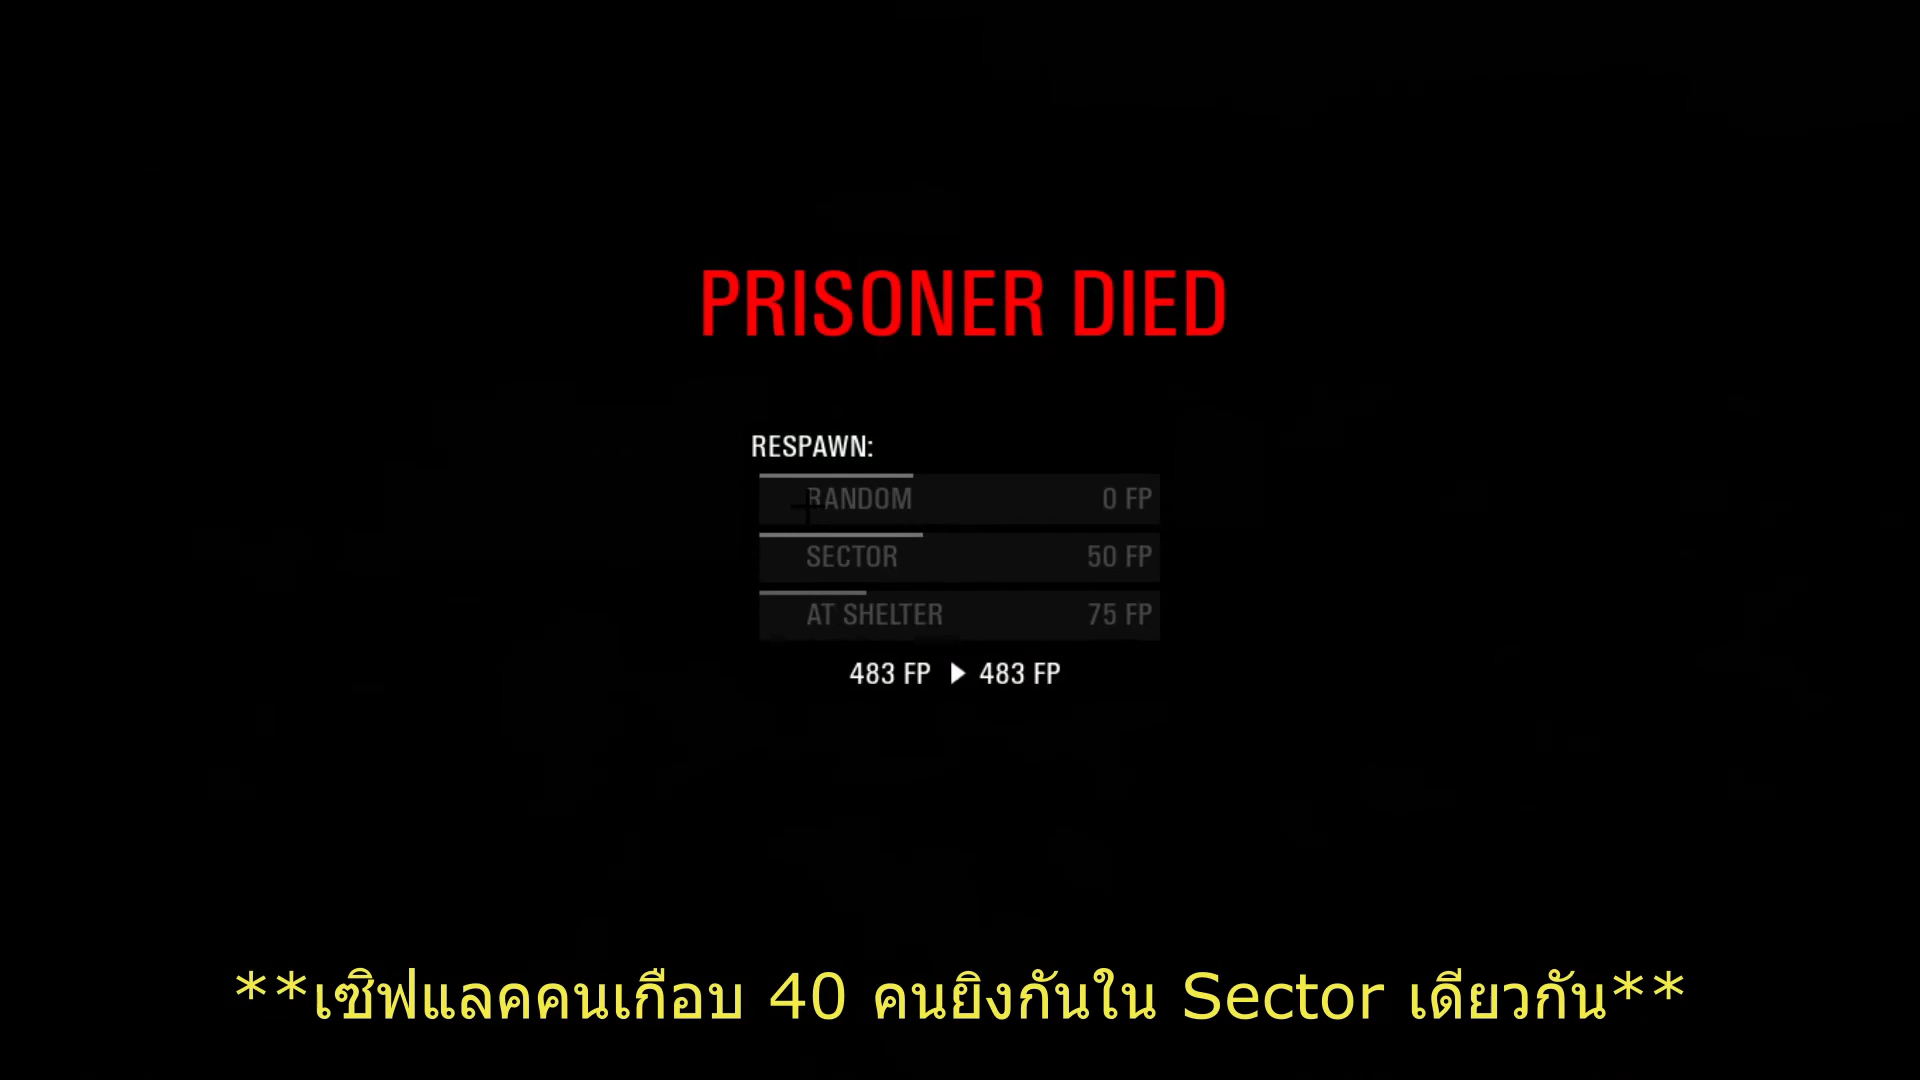 PRISONER DIED
RESPAWN:
RANDOM 0 FP
SECTOR 50 FP
AT SHELTER 75 FP
483 FP ▶ 483 FP
**เซิฟแลคคนเกือบ 40 คนยิงกันใน Sector เดียวกัน**